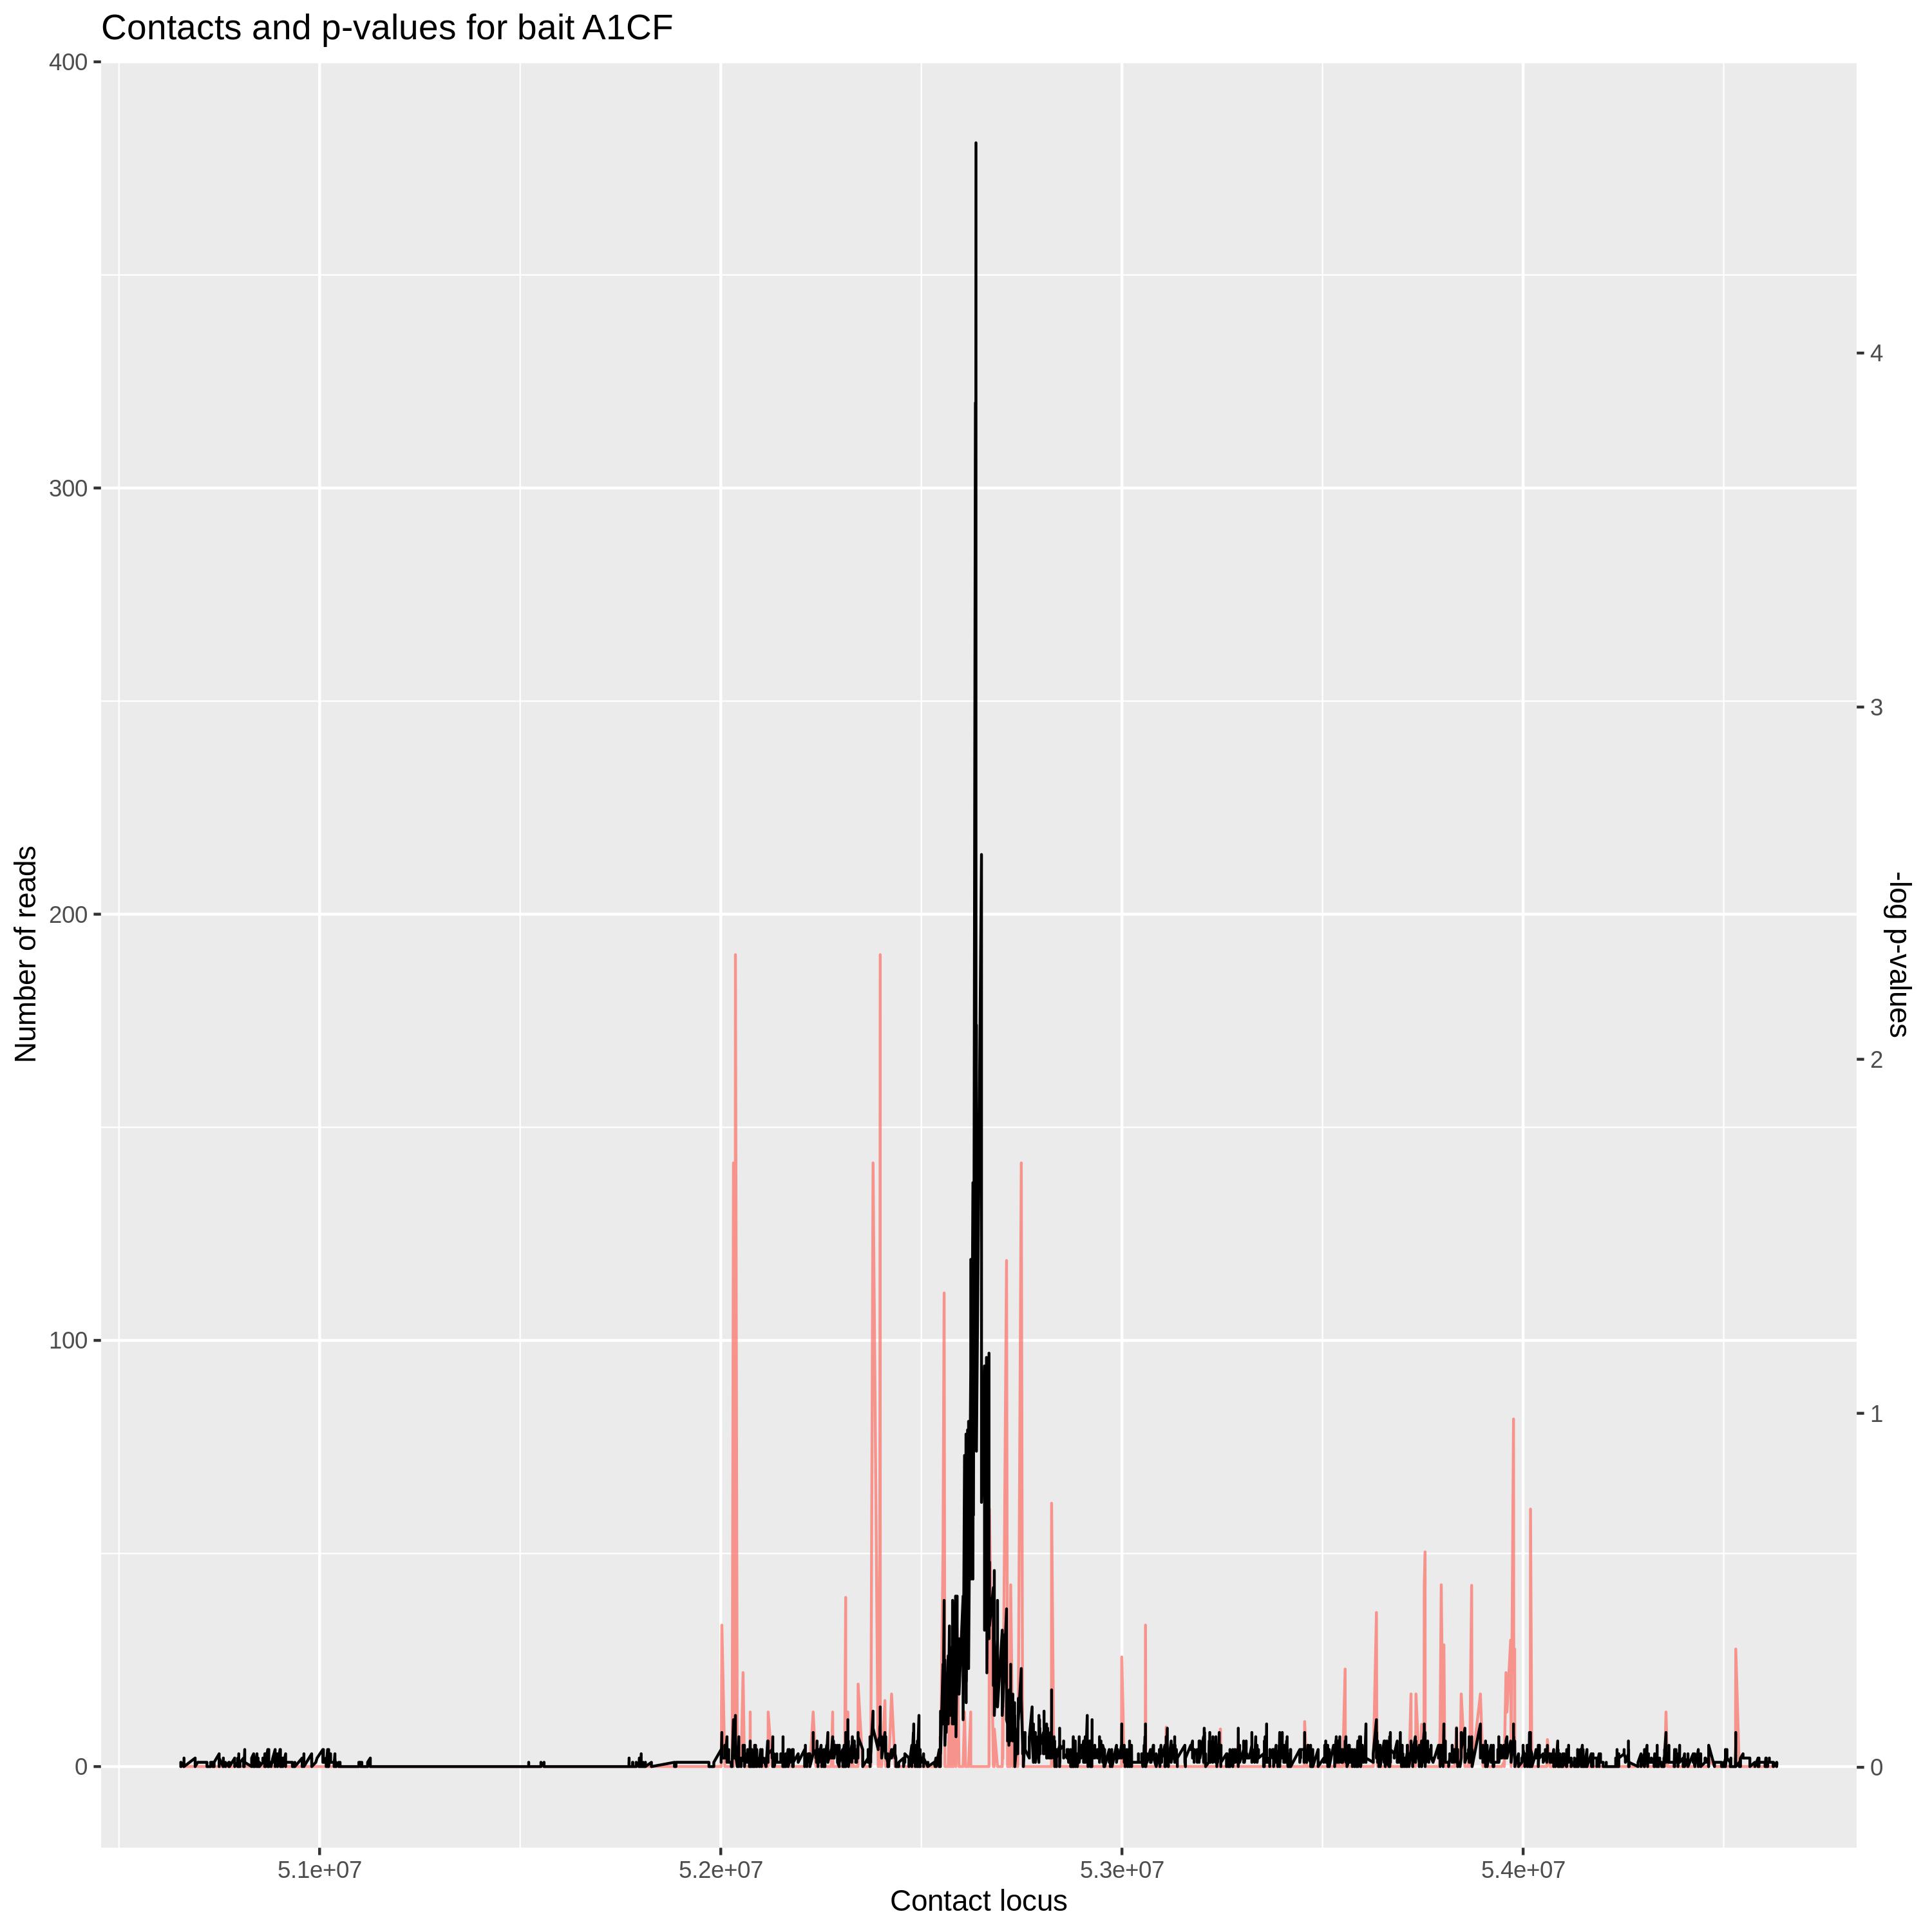 Contacts and p-values for bait A1CF
400
300
200
100
0
Number of reads
4
3
2
1
0
-log p-values
5.1e+07
5.2e+07
5.3e+07
5.4e+07
Contact locus